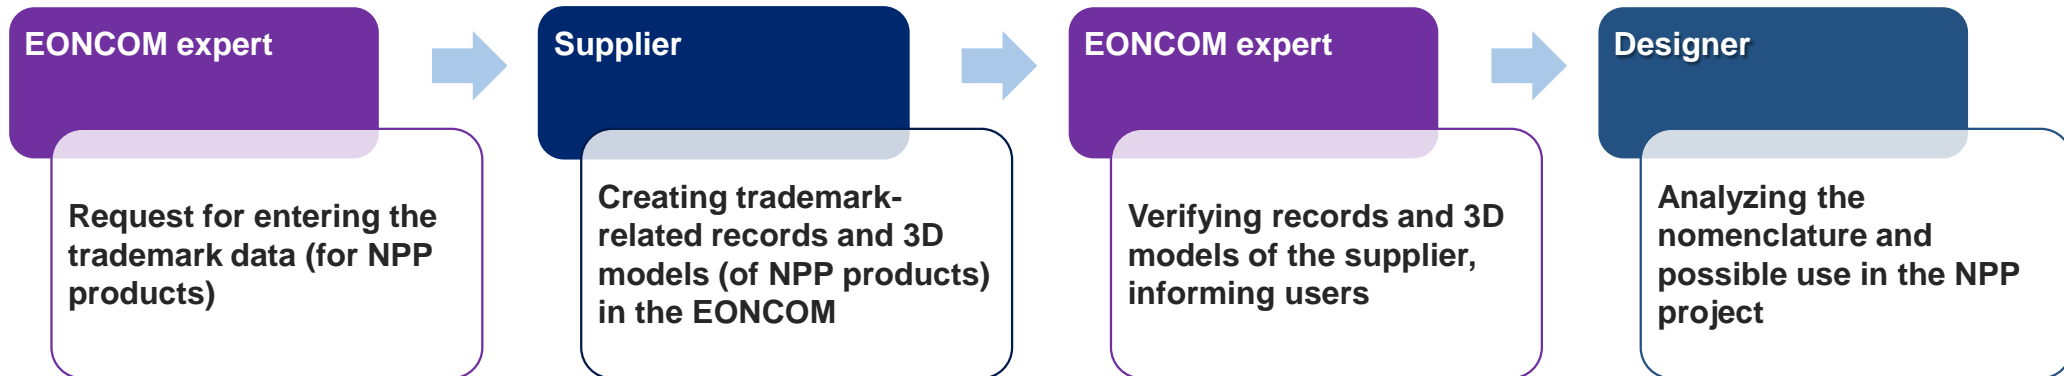 EONCOM expert
Request for entering the
trademark data (for NPP
products)
Supplier
Creating trademark-
related records and 3D
models (of NPP products)
in the EONCOM
EONCOM expert
Verifying records and 3D
models of the supplier,
informing users
Designer
Analyzing the
nomenclature and
possible use in the NPP
project